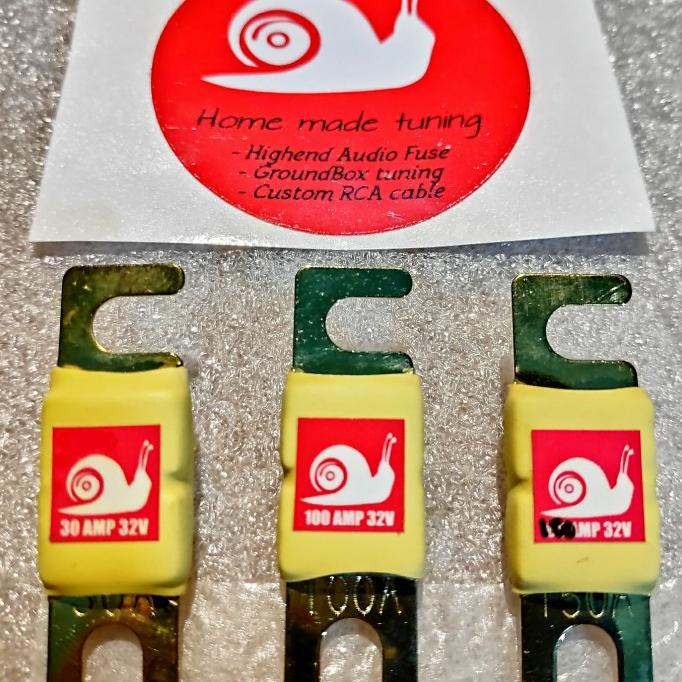 Home made tuning
- Highend Audio Fuse
- GroundBox tuning
- Custom RCA cable
30 AMP 32V
100 AMP 32V
AMP 32V
100A
150A